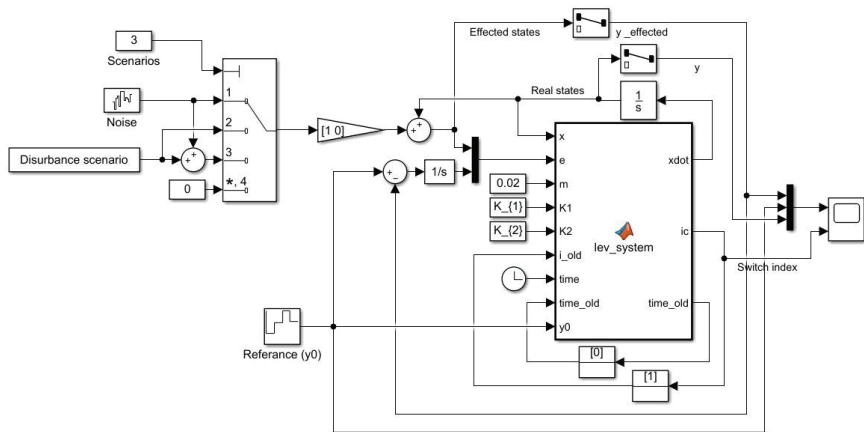 Effected states
y _effected
3
Scenarios
y
1
s
Real states
1
Noise
2
[1 0]
+
+
+
+
x
xdot
Disurbance scenario
+
+
3
e
+
−
1/s
0.02
m
0
*, 4
K_{1}
K1
K_{2}
K2
ic
lev_system
i_old
Switch index
time
time_old
time_old
y0
Referance (y0)
[0]
[1]